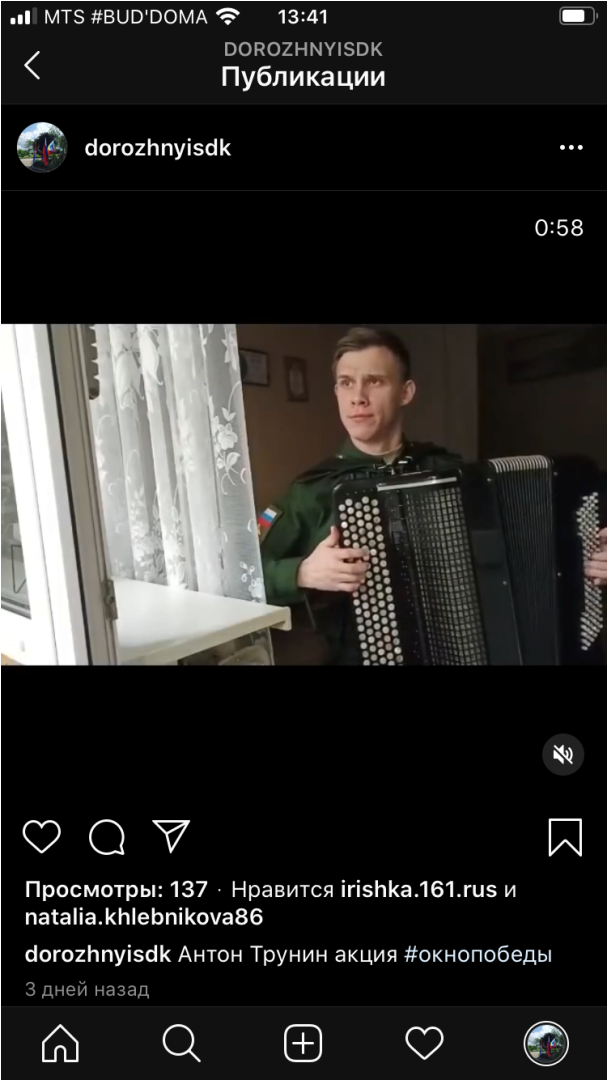 MTS #BUD'DOMA 13:41
DOROZHNYISDK
Публикации
dorozhnyisdk
0:58
Просмотры: 137 · Нравится irishka.161.rus и
natalia.khlebnikova86
dorozhnyisdk Антон Трунин акция #окнопобеды
3 дней назад